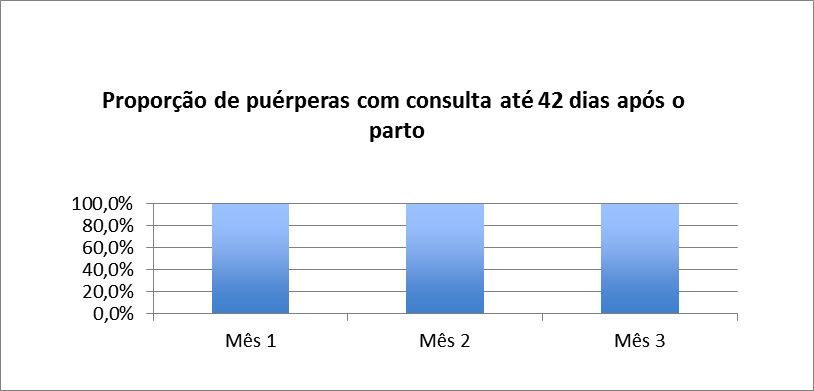 Proporção de puérperas com consulta até 42 dias após o
parto
100,0%
80,0%
60,0%
40,0%
20,0%
0,0%
Mês 1
Mês 2
Mês 3